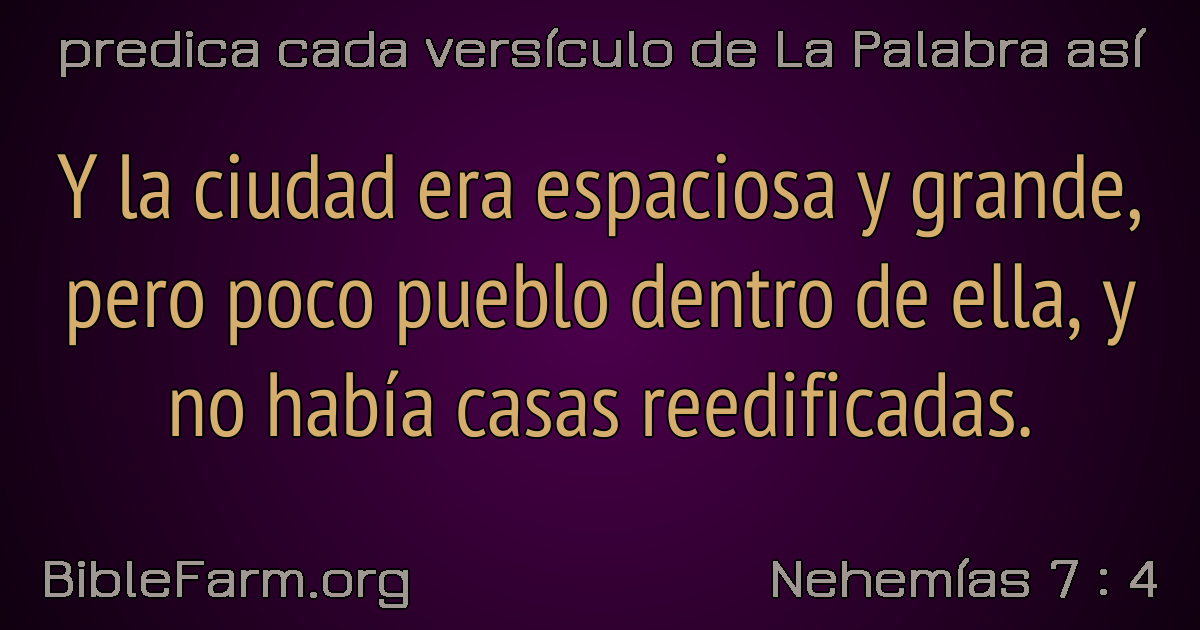 predica cada versículo de La Palabra así
Y la ciudad era espaciosa y grande,
pero poco pueblo dentro de ella, y
no había casas reedificadas.
BibleFarm.org
Nehemías 7 : 4